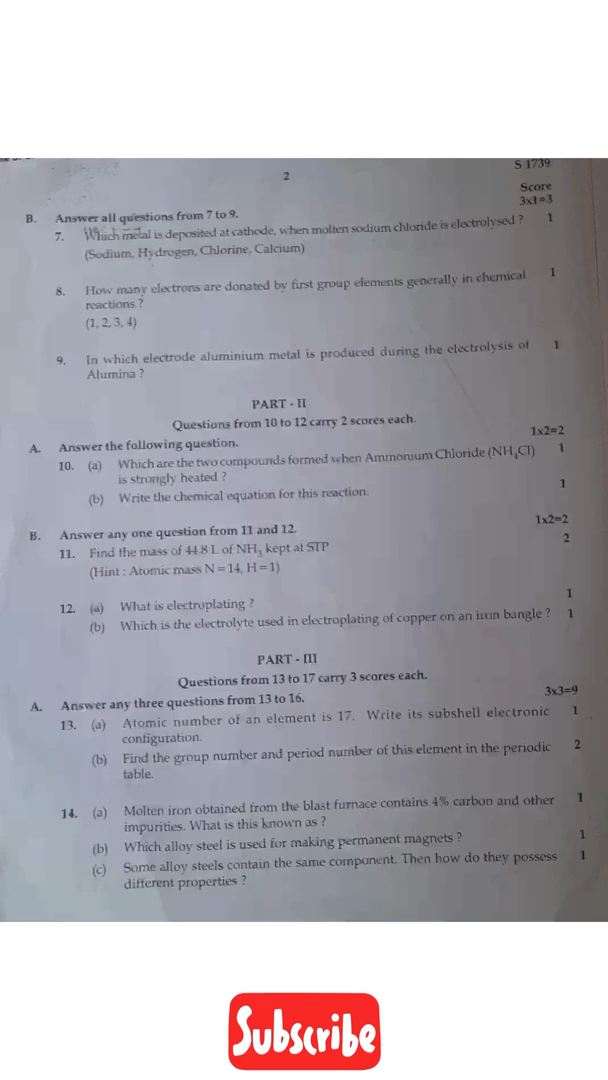 S 1739
2
Score
3x1=3
B. Answer all questions from 7 to 9.
7. Which metal is deposited at cathode, when molten sodium chloride is electrolysed ? 1
(Sodium, Hydrogen, Chlorine, Calcium)
8. How many electrons are donated by first group elements generally in chemical 1
reactions ?
(1, 2, 3, 4)
9. In which electrode aluminium metal is produced during the electrolysis of 1
Alumina ?
PART - II
Questions from 10 to 12 carry 2 scores each.
1x2=2
A. Answer the following question.
10. (a) Which are the two compounds formed when Ammonium Chloride (NH₄Cl) 1
is strongly heated ?
(b) Write the chemical equation for this reaction. 1
1x2=2
B. Answer any one question from 11 and 12.
11. Find the mass of 44.8 L of NH₃ kept at STP 2
(Hint : Atomic mass N = 14, H = 1)
12. (a) What is electroplating ? 1
(b) Which is the electrolyte used in electroplating of copper on an iron bangle ? 1
PART - III
Questions from 13 to 17 carry 3 scores each.
3x3=9
A. Answer any three questions from 13 to 16.
13. (a) Atomic number of an element is 17. Write its subshell electronic 1
configuration.
(b) Find the group number and period number of this element in the periodic 2
table.
14. (a) Molten iron obtained from the blast furnace contains 4% carbon and other 1
impurities. What is this known as ?
(b) Which alloy steel is used for making permanent magnets ? 1
(c) Some alloy steels contain the same component. Then how do they possess 1
different properties ?
Subscribe